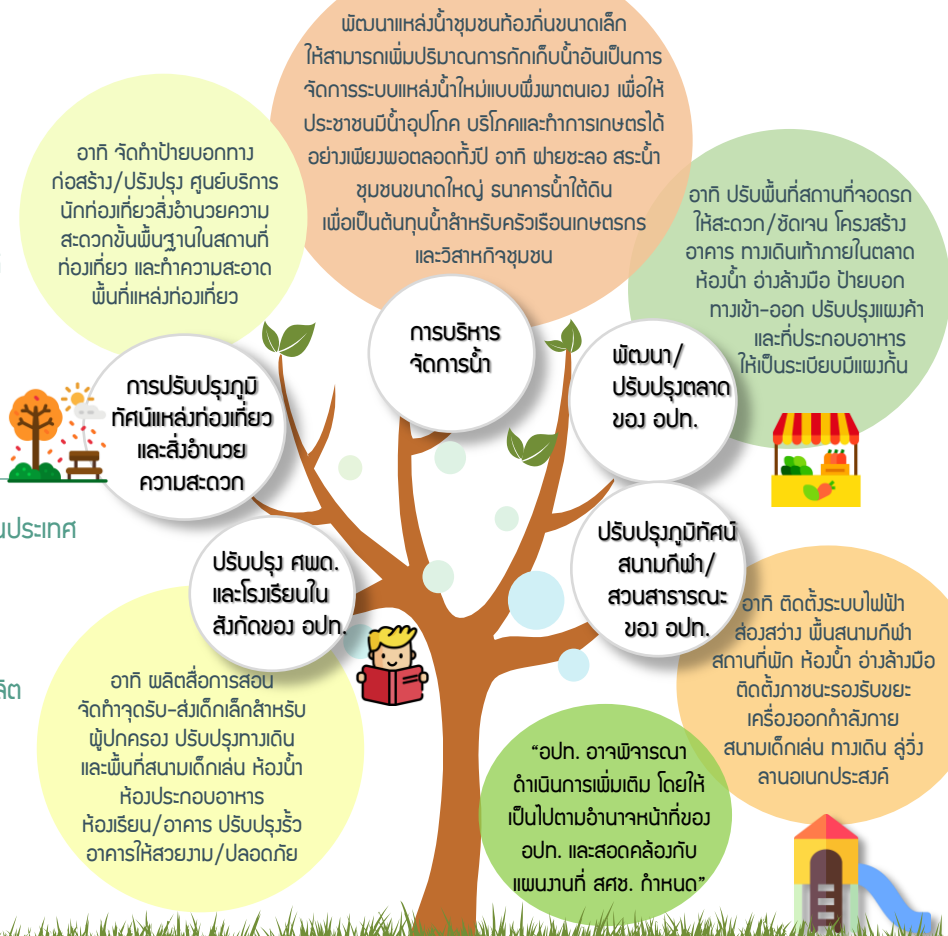 พัฒนาแหล่งน้ำชุมชนท้องถิ่นขนาดเล็ก
ให้สามารถเพิ่มปริมาณการกักเก็บน้ำอันเป็นการ
จัดการระบบแหล่งน้ำใหม่แบบพึ่งพาตนเอง เพื่อให้
ประชาชนมีน้ำอุปโภค บริโภคและทำการเกษตรได้
อย่างเพียงพอตลอดทั้งปี อาทิ ฝายชะลอ สระน้ำ
ชุมชนขนาดใหญ่ ธนาคารน้ำใต้ดิน
เพื่อเป็นต้นทุนน้ำสำหรับครัวเรือนเกษตรกร
และวิสาหกิจชุมชน
การบริหาร
จัดการน้ำ
อาทิ จัดทำป้ายบอกทาง
ก่อสร้าง/ปรังปรุง ศูนย์บริการ
นักท่องเที่ยวสิ่งอำนวยความ
สะดวกขั้นพื้นฐานในสถานที่
ท่องเที่ยว และทำความสะอาด
พื้นที่แหล่งท่องเที่ยว
การปรับปรุงภูมิ
ทัศน์แหล่งท่องเที่ยว
และสิ่งอำนวย
ความสะดวก
อาทิ ปรับพื้นที่สถานที่จอดรถ
ให้สะดวก/ชัดเจน โครงสร้าง
อาคาร ทางเดินเท้าภายในตลาด
ห้องน้ำ อ่างล้างมือ ป้ายบอก
ทางเข้า-ออก ปรับปรุงแผงค้า
และที่ประกอบอาหาร
ให้เป็นระเบียบมีแผงกั้น
พัฒนา/
ปรับปรุงตลาด
ของ อปท.
นประเทศ
ปรับปรุง ศพด.
และโรงเรียนใน
สังกัดของ อปท.
ปรับปรุงภูมิทัศน์
สนามกีฬา/
สวนสาธารณะ
ของ อปท.
ลิต
อาทิ ผลิตสื่อการสอน
จัดทำจุดรับ-ส่งเด็กเล็กสำหรับ
ผู้ปกครอง ปรับปรุงทางเดิน
และพื้นที่สนามเด็กเล่น ห้องน้ำ
ห้องประกอบอาหาร
ห้องเรียน/อาคาร ปรับปรุงรั้ว
อาคารให้สวยงาม/ปลอดภัย
อาทิ ติดตั้งระบบไฟฟ้า
ส่องสว่าง พื้นสนามกีฬา
สถานที่พัก ห้องน้ำ อ่างล้างมือ
ติดตั้งภาชนะรองรับขยะ
เครื่องออกกำลังกาย
สนามเด็กเล่น ทางเดิน ลู่วิ่ง
ลานอเนกประสงค์
“อปท. อาจพิจารณา
ดำเนินการเพิ่มเติม โดยให้
เป็นไปตามอำนาจหน้าที่ของ
อปท. และสอดคล้องกับ
แผนงานที่ สศช. กำหนด”